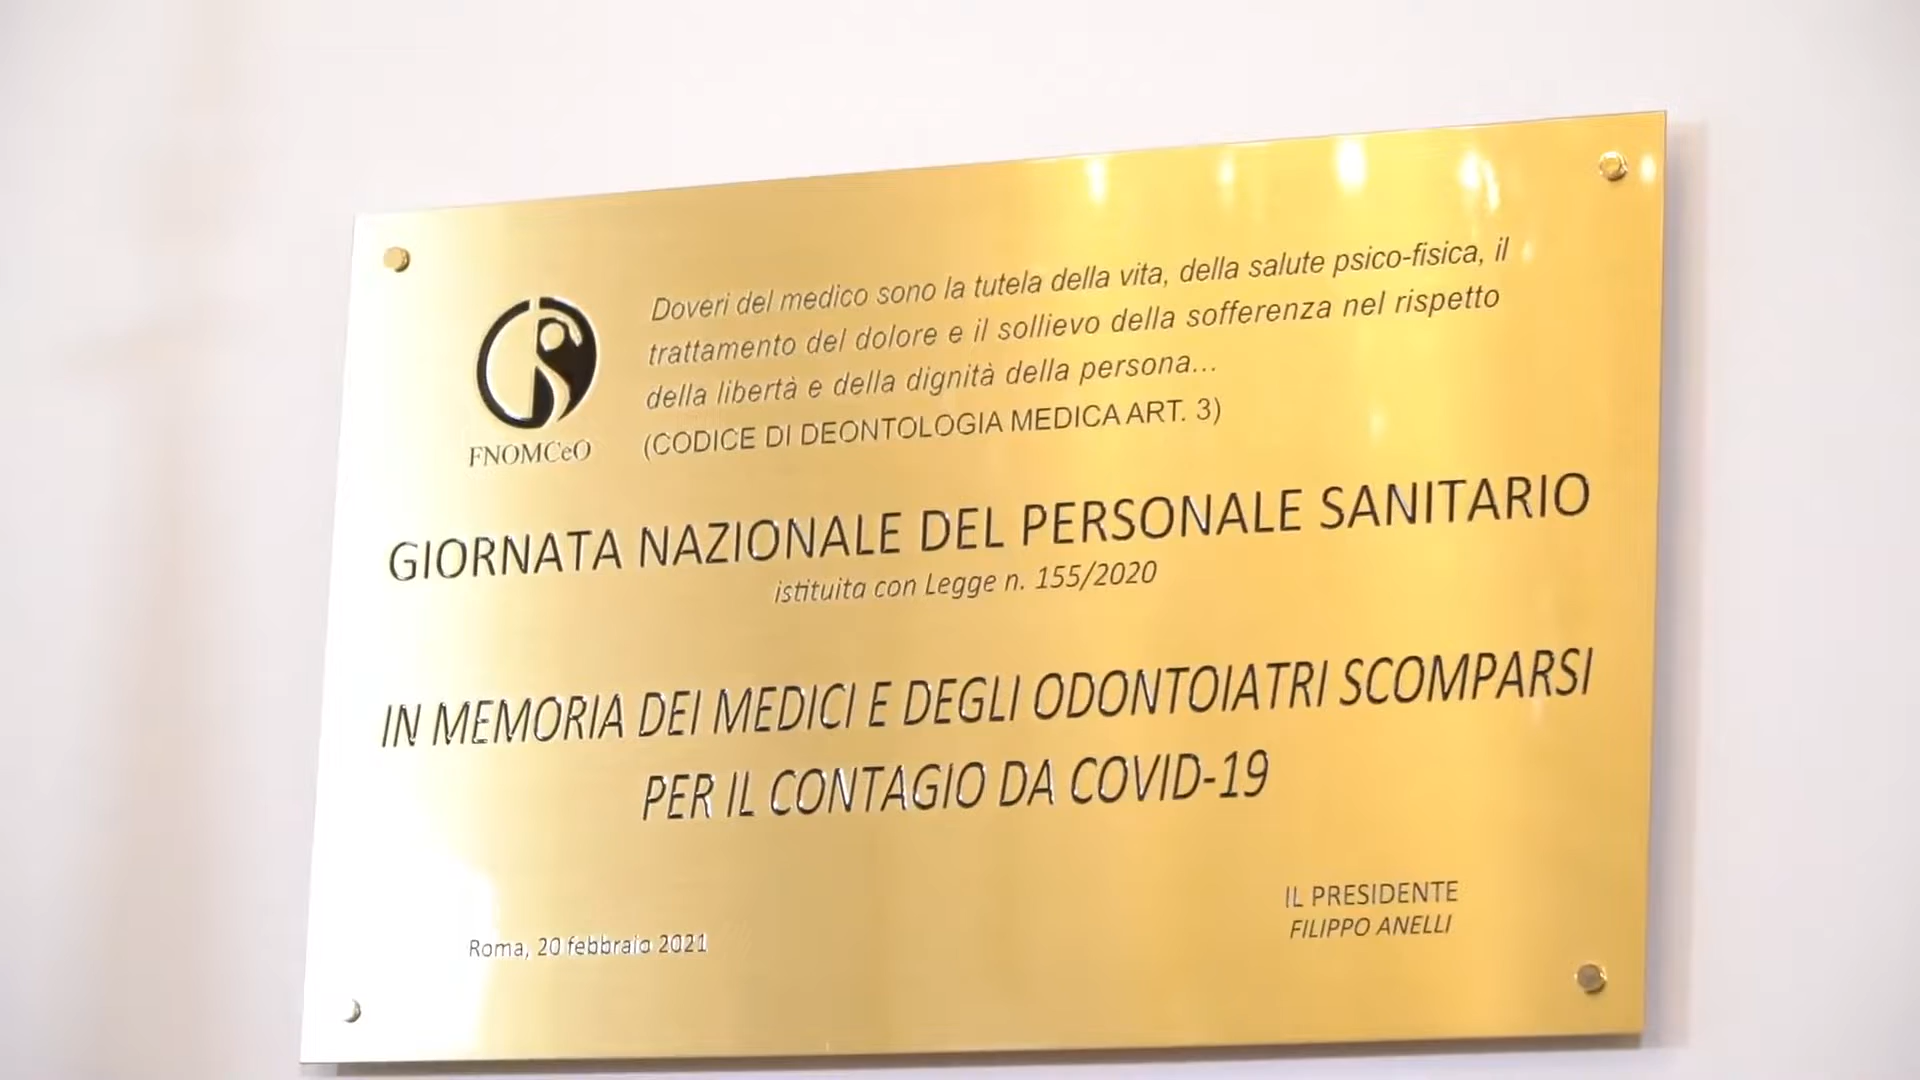 Doveri del medico sono la tutela della vita, della salute psico-fisica, il
trattamento del dolore e il sollievo della sofferenza nel rispetto
della libertà e della dignità della persona...
(CODICE DI DEONTOLOGIA MEDICA ART. 3)
FNOMCeO
GIORNATA NAZIONALE DEL PERSONALE SANITARIO
istituita con Legge n. 155/2020
IN MEMORIA DEI MEDICI E DEGLI ODONTOIATRI SCOMPARSI
PER IL CONTAGIO DA COVID-19
IL PRESIDENTE
FILIPPO ANELLI
Roma, 20 febbraio 2021